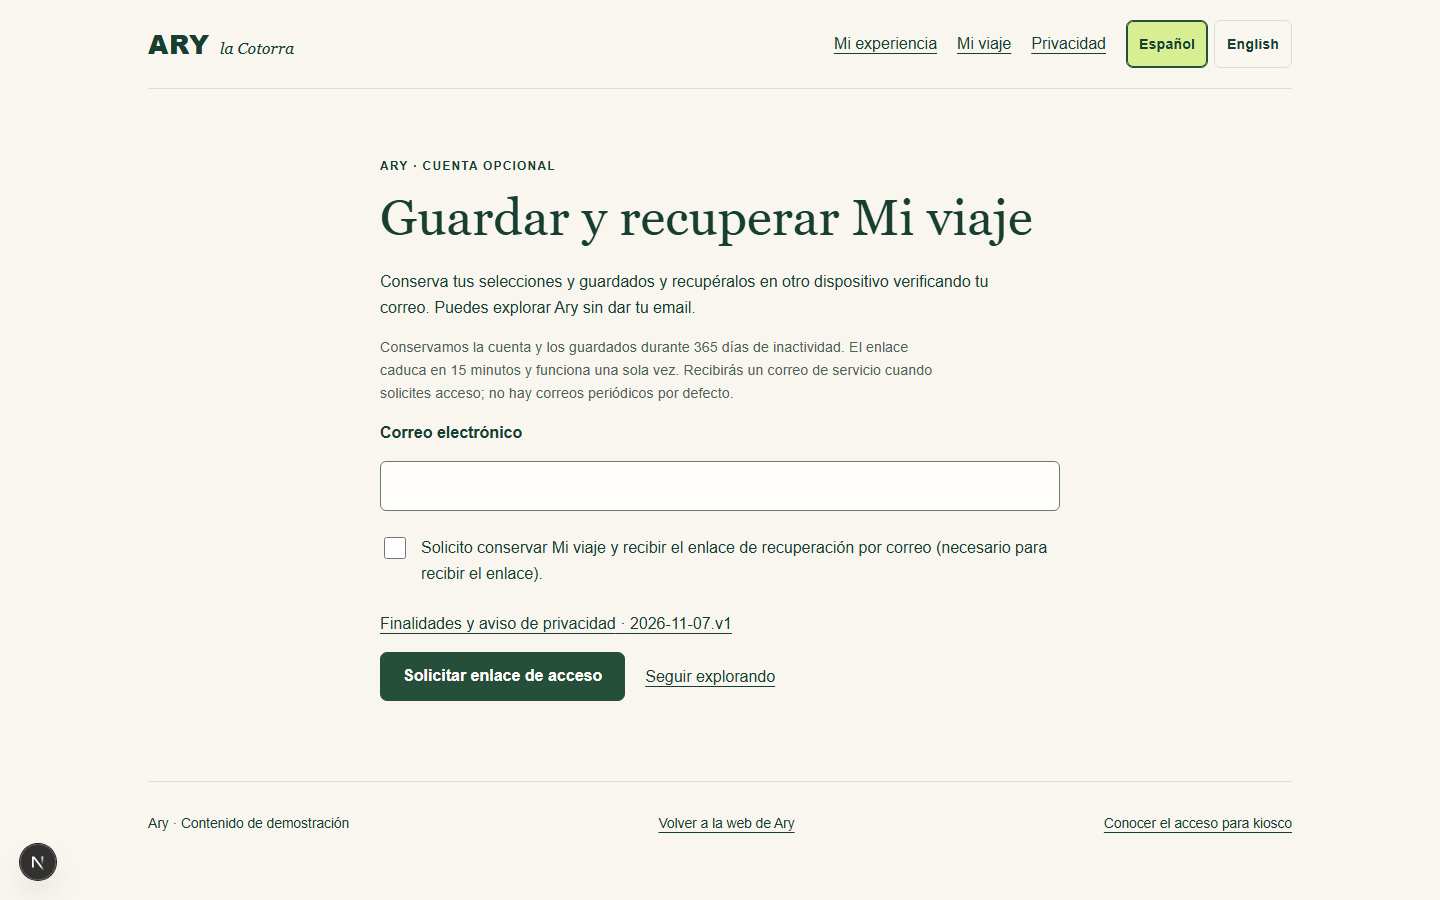 ARY la Cotorra
Mi experiencia Mi viaje Privacidad Español English
ARY · CUENTA OPCIONAL
Guardar y recuperar Mi viaje
Conserva tus selecciones y guardados y recupéralos en otro dispositivo verificando tu
correo. Puedes explorar Ary sin dar tu email.
Conservamos la cuenta y los guardados durante 365 días de inactividad. El enlace
caduca en 15 minutos y funciona una sola vez. Recibirás un correo de servicio cuando
solicites acceso; no hay correos periódicos por defecto.
Correo electrónico
Solicito conservar Mi viaje y recibir el enlace de recuperación por correo (necesario para
recibir el enlace).
Finalidades y aviso de privacidad · 2026-11-07.v1
Solicitar enlace de acceso Seguir explorando
Ary · Contenido de demostración Volver a la web de Ary Conocer el acceso para kiosco
N